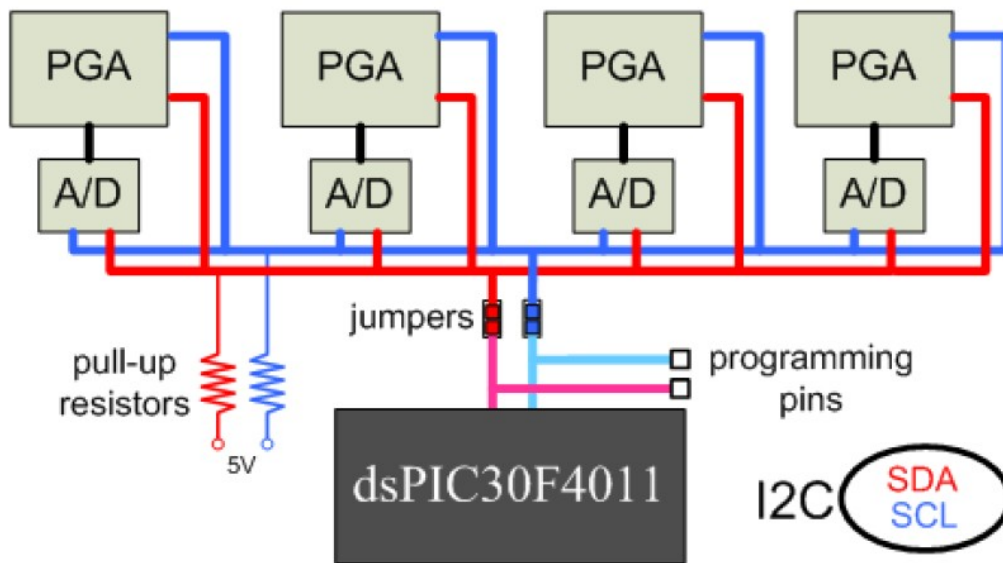 PGA
PGA
PGA
PGA
A/D
A/D
A/D
A/D
jumpers
pull-up
resistors
programming
pins
5V
dsPIC30F4011
I2C
SDA
SCL